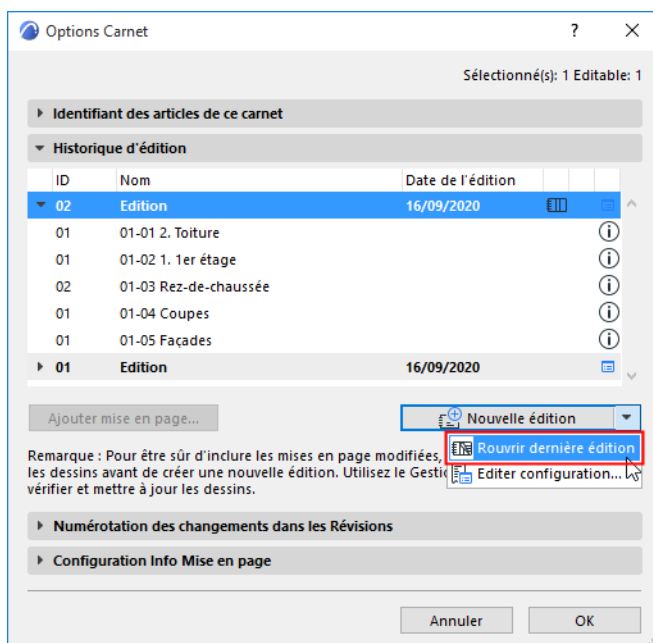 Options Carnet
Sélectionné(s): 1 Editable: 1
Identifiant des articles de ce carnet
Historique d'édition
ID Nom Date de l'édition
02 Edition 16/09/2020
01 01-01 2. Toiture
01 01-02 1. 1er étage
02 01-03 Rez-de-chaussée
01 01-04 Coupes
01 01-05 Façades
01 Edition 16/09/2020
Ajouter mise en page... Nouvelle édition
Rouvrir dernière édition
Editer configuration...
Remarque : Pour être sûr d'inclure les mises en page modifiées,
les dessins avant de créer une nouvelle édition. Utilisez le
vérifier et mettre à jour les dessins.
Numérotation des changements dans les Révisions
Configuration Info Mise en page
Annuler OK